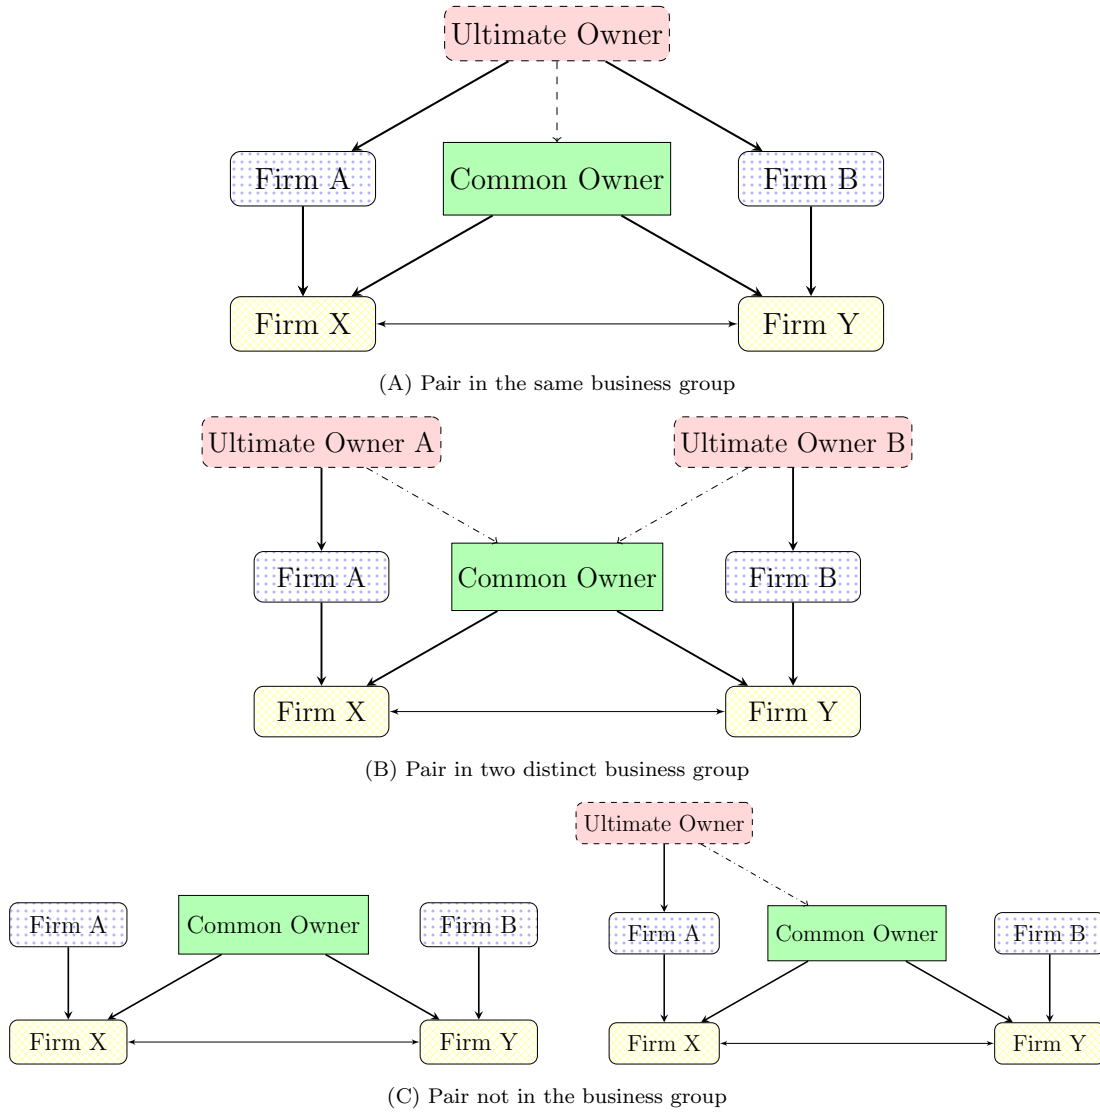 Ultimate Owner
Firm A
Common Owner
Firm B
Firm X
Firm Y
(A) Pair in the same business group
Ultimate Owner A
Ultimate Owner B
Firm A
Common Owner
Firm B
Firm X
Firm Y
(B) Pair in two distinct business group
Firm A
Common Owner
Firm B
Firm X
Firm Y
Ultimate Owner
Firm A
Common Owner
Firm B
Firm X
Firm Y
(C) Pair not in the business group